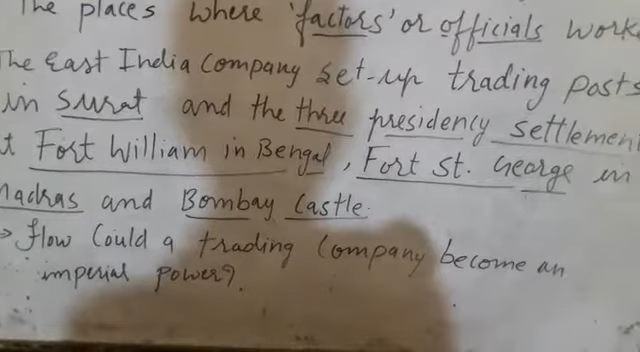 The places where 'factors' or officials work
The East India Company set-up trading posts
in Surat and the three presidency settlemen
t Fort William in Bengal, Fort St. George in
Madras and Bombay Castle.
→ How Could a trading Company become an
imperial power?